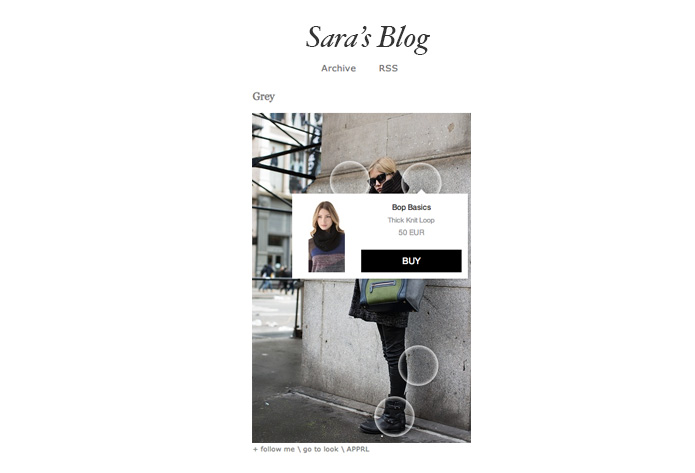 Sara's Blog
Archive RSS
Grey
Bop Basics
Thick Knit Loop
50 EUR
BUY
+ follow me \ go to look \ APPRL